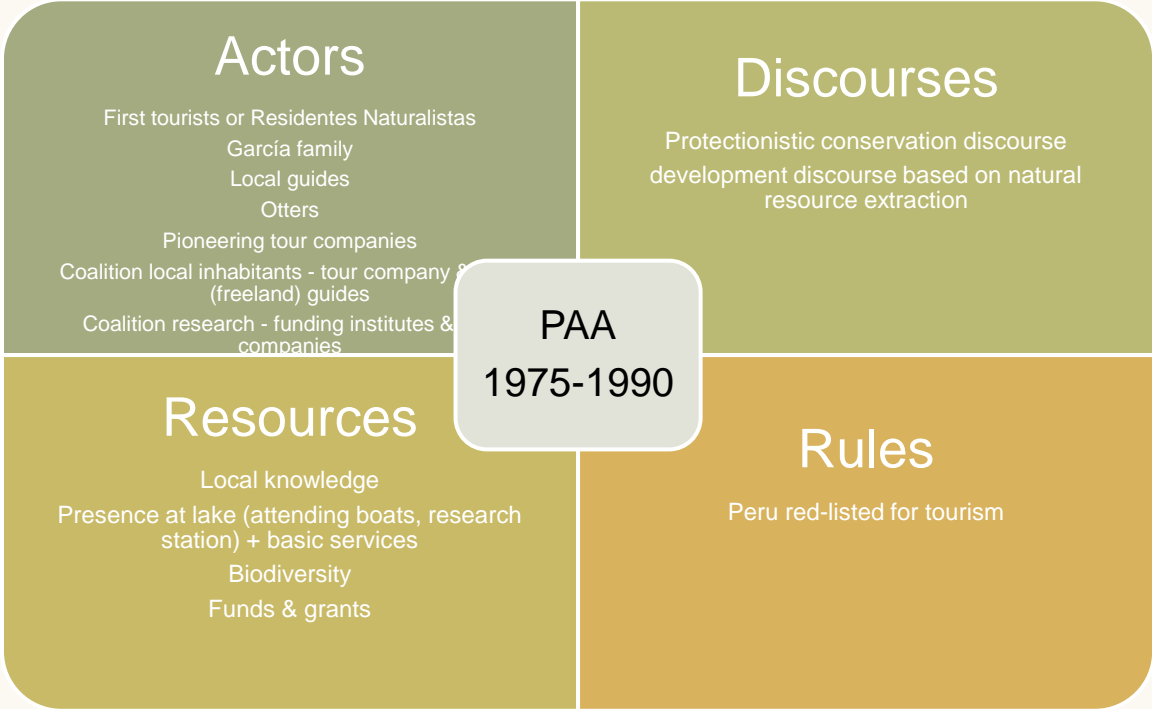 Actors
First tourists or Residentes Naturalistas
García family
Local guides
Otters
Pioneering tour companies
Coalition local inhabitants - tour company &
(freeland) guides
Coalition research - funding institutes &
companies
Discourses
Protectionistic conservation discourse
development discourse based on natural
resource extraction
PAA
1975-1990
Resources
Local knowledge
Presence at lake (attending boats, research
station) + basic services
Biodiversity
Funds & grants
Rules
Peru red-listed for tourism